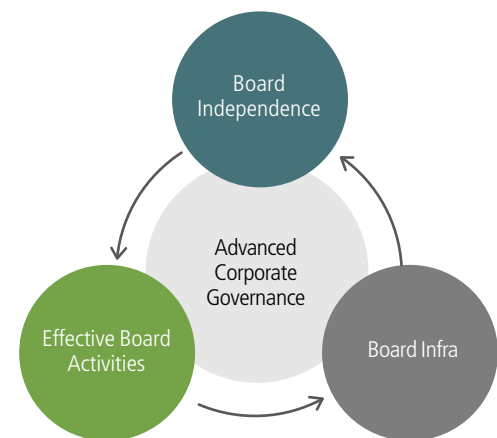 Board
Independence
Advanced
Corporate
Governance
Effective Board
Activities
Board Infra